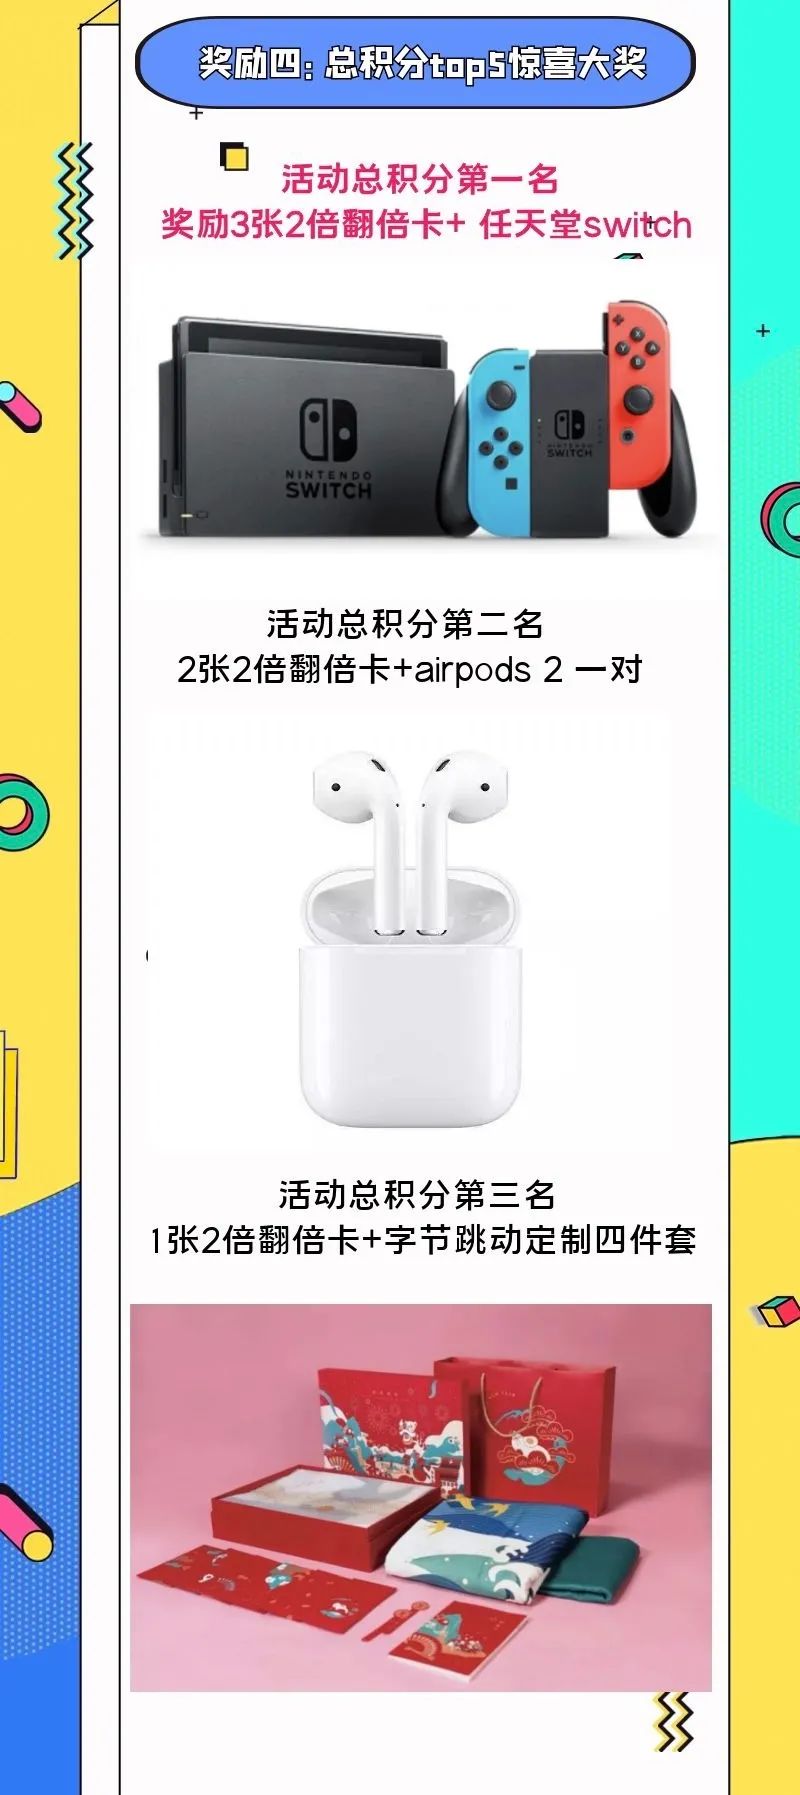 奖励四：总积分top5惊喜大奖
活动总积分第一名
奖励3张2倍翻倍卡+ 任天堂switch
NINTENDO
SWITCH
NINTENDO
SWITCH
X
Y
A
B
活动总积分第二名
2张2倍翻倍卡+airpods 2 一对
活动总积分第三名
1张2倍翻倍卡+字节跳动定制四件套